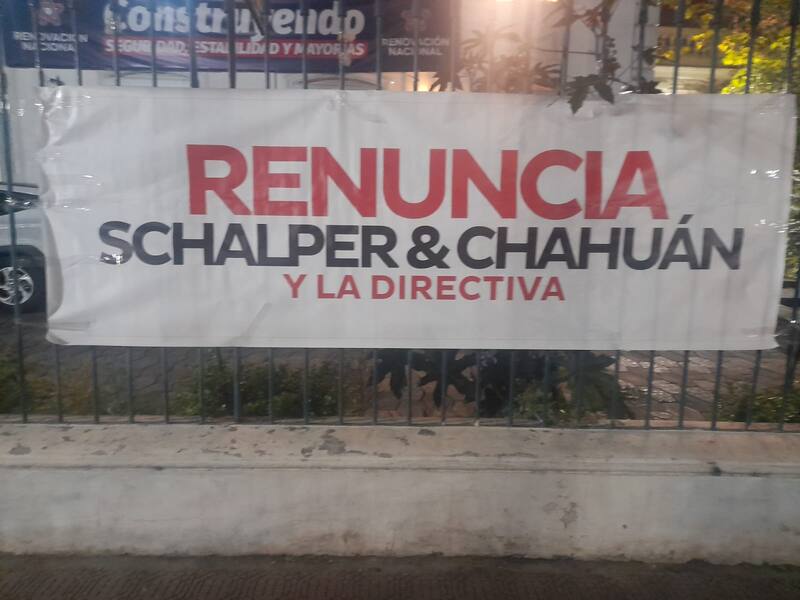 RENOVACIÓN
NACIONAL
Construyendo
SEGURIDAD, ESTABILIDAD Y MAYORÍAS
RENOVACIÓN
NACIONAL
RENUNCIA
SCHALPER & CHAHUÁN
Y LA DIRECTIVA